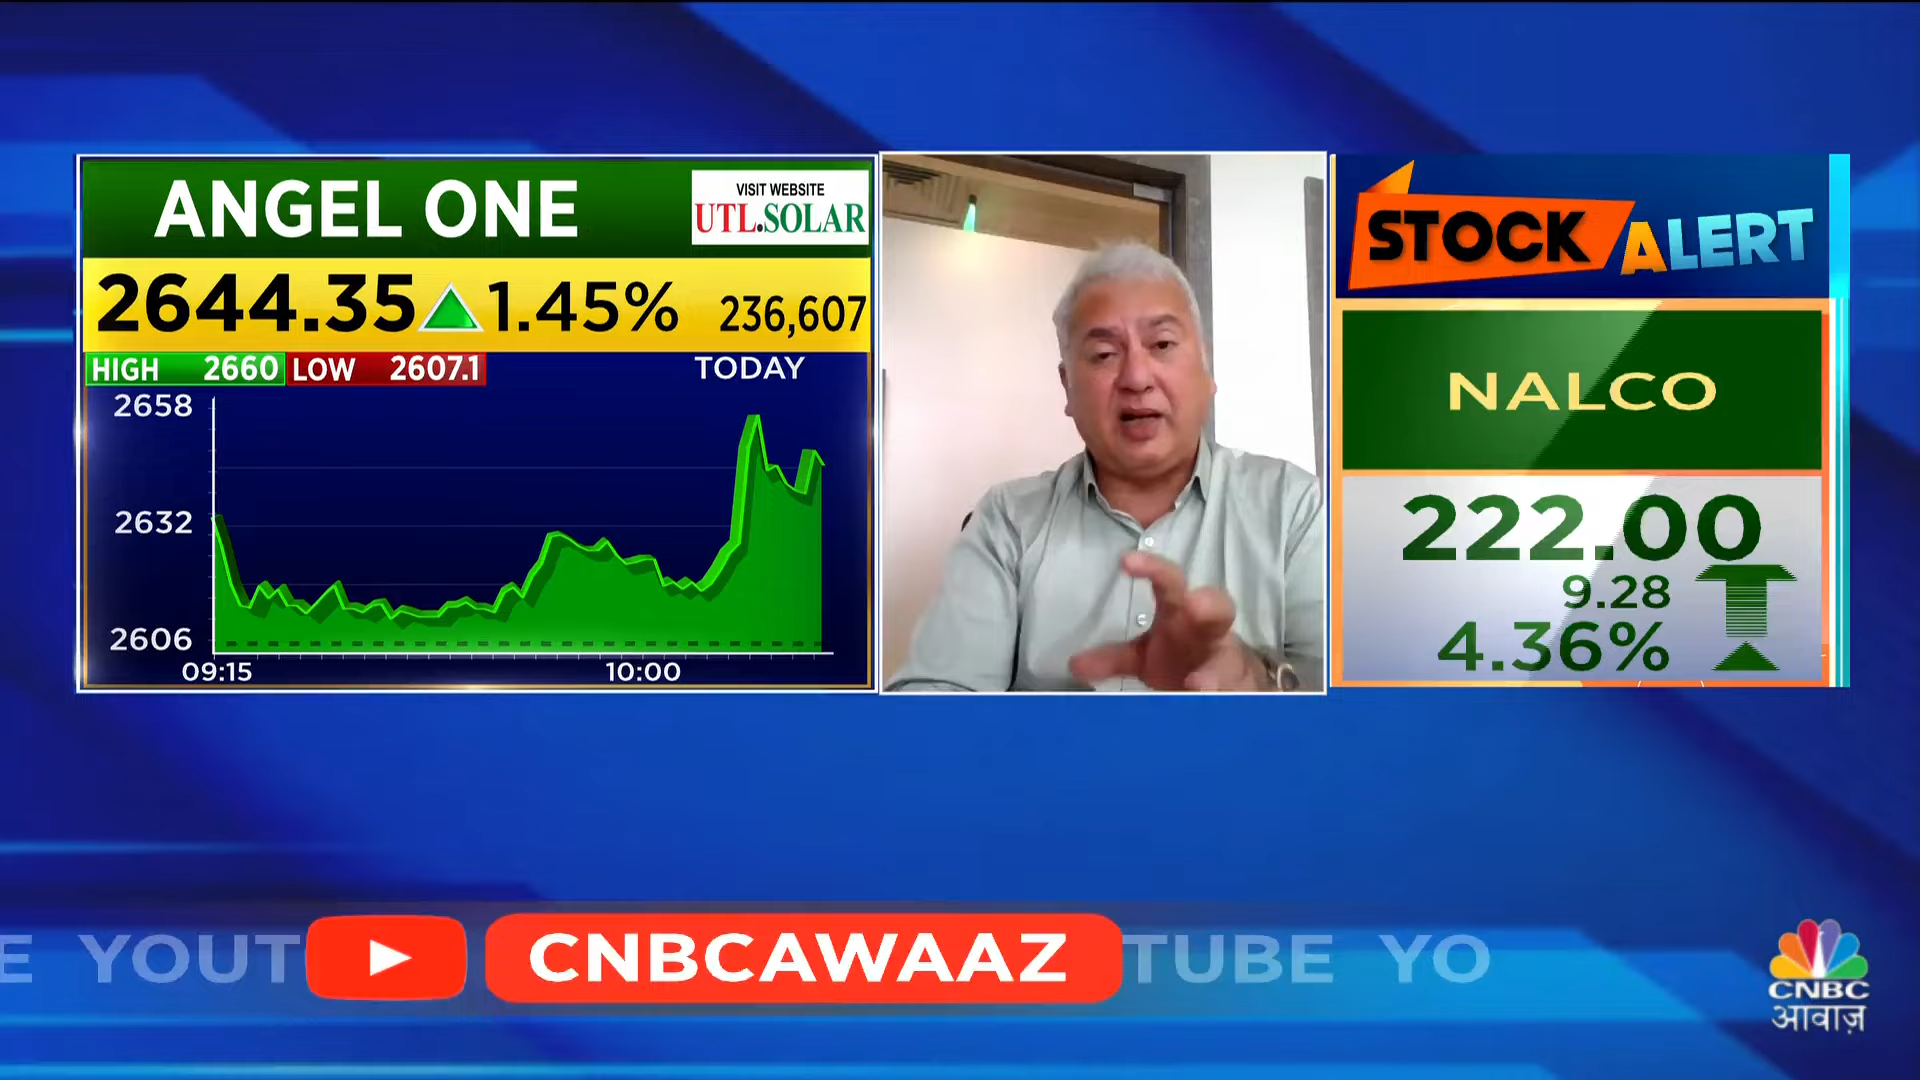 ANGEL ONE
VISIT WEBSITE
UTL.SOLAR
2644.35 1.45% 236,607
HIGH 2660 LOW 2607.1 TODAY
2658
2632
2606
09:15 10:00
STOCK ALERT
NALCO
222.00
9.28
4.36%
E YOUT CNBCAWAAZ TUBE YO
CNBC
आवाज़